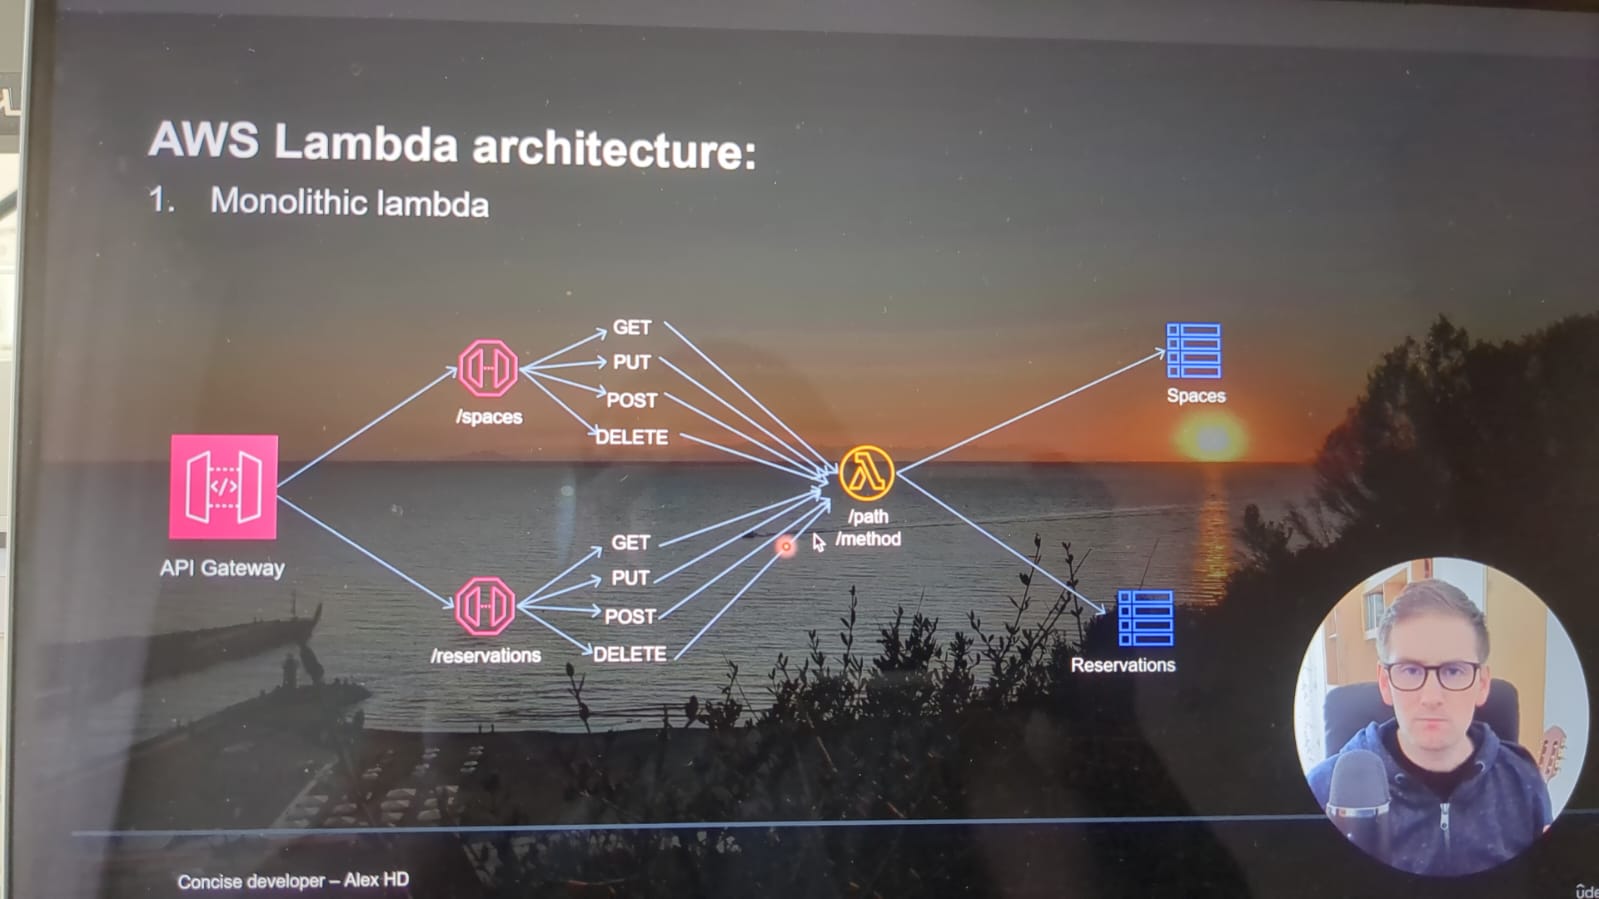 AWS Lambda architecture:
1. Monolithic lambda
GET
PUT
POST
DELETE
/spaces
API Gateway
/path
/method
Spaces
GET
PUT
POST
DELETE
/reservations
Reservations
Concise developer – Alex HD